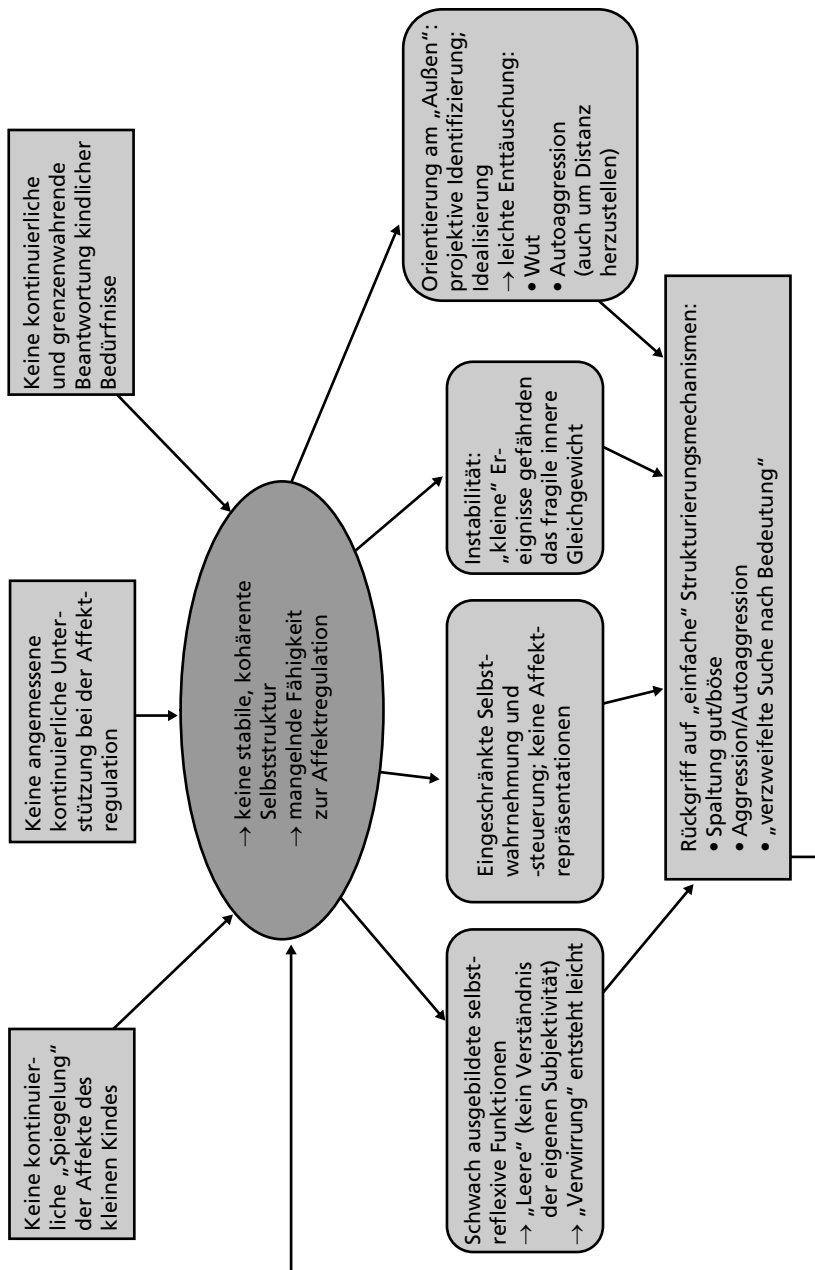 Keine kontinuier-
liche „Spiegelung“
der Affekte des
kleinen Kindes
Keine angemessene
kontinuierliche Unter-
stützung bei der Affekt-
regulation
Keine kontinuierliche
und grenzenwahrende
Beantwortung kindlicher
Bedürfnisse
→ keine stabile, kohärente
Selbststruktur
→ mangelnde Fähigkeit
zur Affektregulation
Schwach ausgebildete selbst-
reflexive Funktionen
→ „Leere“ (kein Verständnis
der eigenen Subjektivität)
→ „Verwirrung“ entsteht leicht
Eingeschränkte Selbst-
wahrnehmung und
-steuerung; keine Affekt-
repräsentationen
Instabilität:
„kleine“ Er-
eignisse gefährden
das fragile innere
Gleichgewicht
Orientierung am „Außen“:
projektive Identifizierung;
Idealisierung
→ leichte Enttäuschung:
• Wut
• Autoaggression
(auch um Distanz
herzustellen)
Rückgriff auf „einfache“ Strukturierungsmechanismen:
• Spaltung gut/böse
• Aggression/Autoaggression
• „verzweifelte Suche nach Bedeutung“